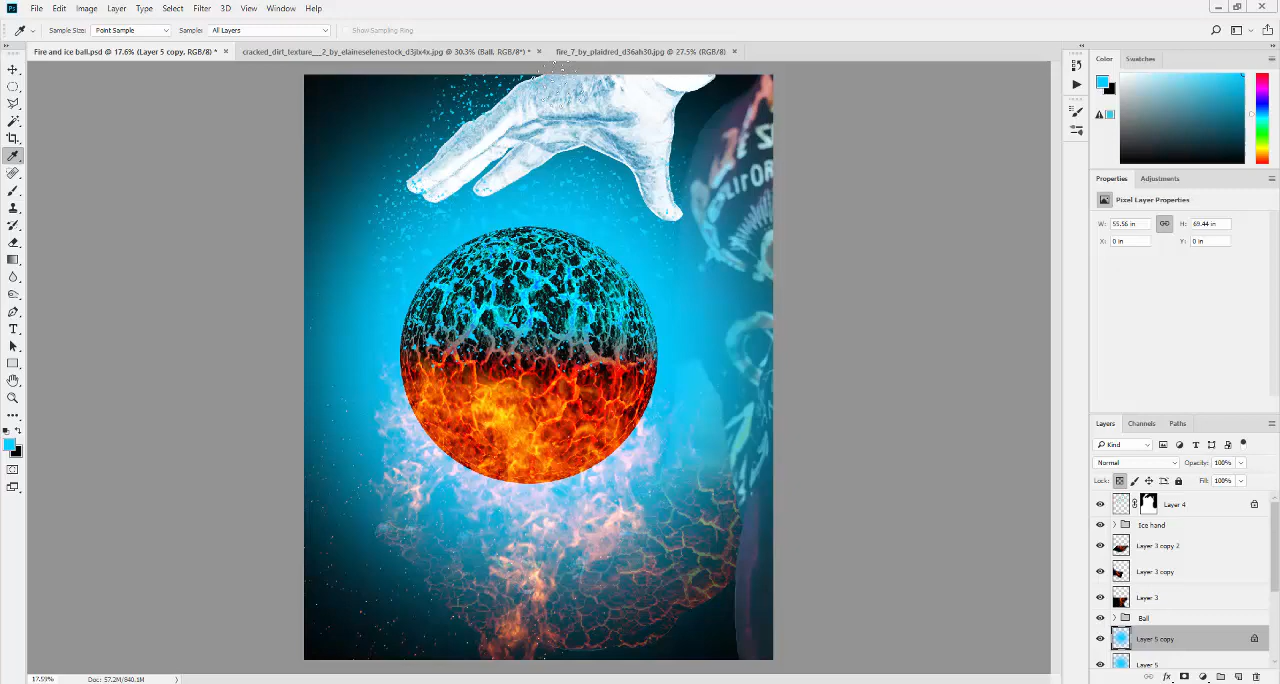 Ps File Edit Image Layer Type Select Filter 3D View Window Help
Sample Size: Point Sample Sample: All Layers Show Sampling Ring
Fire and ice ball.psd @ 17.6% (Layer 5 copy, RGB/8*) * × cracked_dirt_texture___2_by_elaineselenestock_d3jlx4x.jpg @ 30.3% (Ball, RGB/8*) * × fire_7_by_plaidred_d36ah30.jpg @ 27.5% (RGB/8) ×
Color Swatches
Properties Adjustments
Pixel Layer Properties
W: 55.56 in H: 69.44 in
X: 0 in Y: 0 in
Layers Channels Paths
Kind
Normal Opacity: 100%
Lock: Fill: 100%
Layer 4
Ice hand
Layer 3 copy 2
Layer 3 copy
Layer 3
Ball
Layer 5 copy
Layer 5
17.59% Doc: 57.2M/840.1M